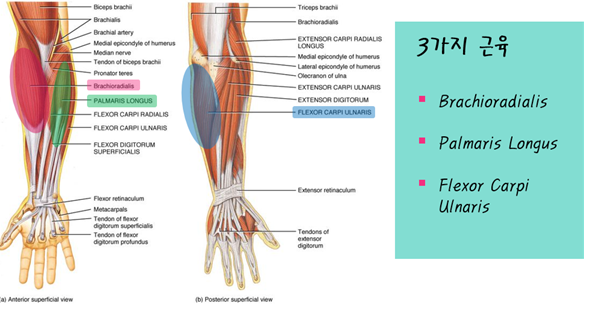 Biceps brachii
Brachialis
Brachial artery
Medial epicondyle of humerus
Median nerve
Tendon of biceps brachii
Pronator teres
Brachioradialis
PALMARIS LONGUS
FLEXOR CARPI RADIALIS
FLEXOR CARPI ULNARIS
FLEXOR DIGITORUM
SUPERFICIALIS
Flexor retinaculum
Metacarpals
Tendon of flexor
digitorum superficialis
Tendon of flexor
digitorum profundus
(a) Anterior superficial view
Triceps brachii
Brachioradialis
EXTENSOR CARPI RADIALIS
LONGUS
Medial epicondyle of humerus
Lateral epicondyle of humerus
Olecranon of ulna
EXTENSOR CARPI ULNARIS
EXTENSOR DIGITORUM
FLEXOR CARPI ULNARIS
Extensor retinaculum
Tendons of
extensor
digitorum
(b) Posterior superficial view
3가지 근육
Brachioradialis
Palmaris Longus
Flexor Carpi
Ulnaris